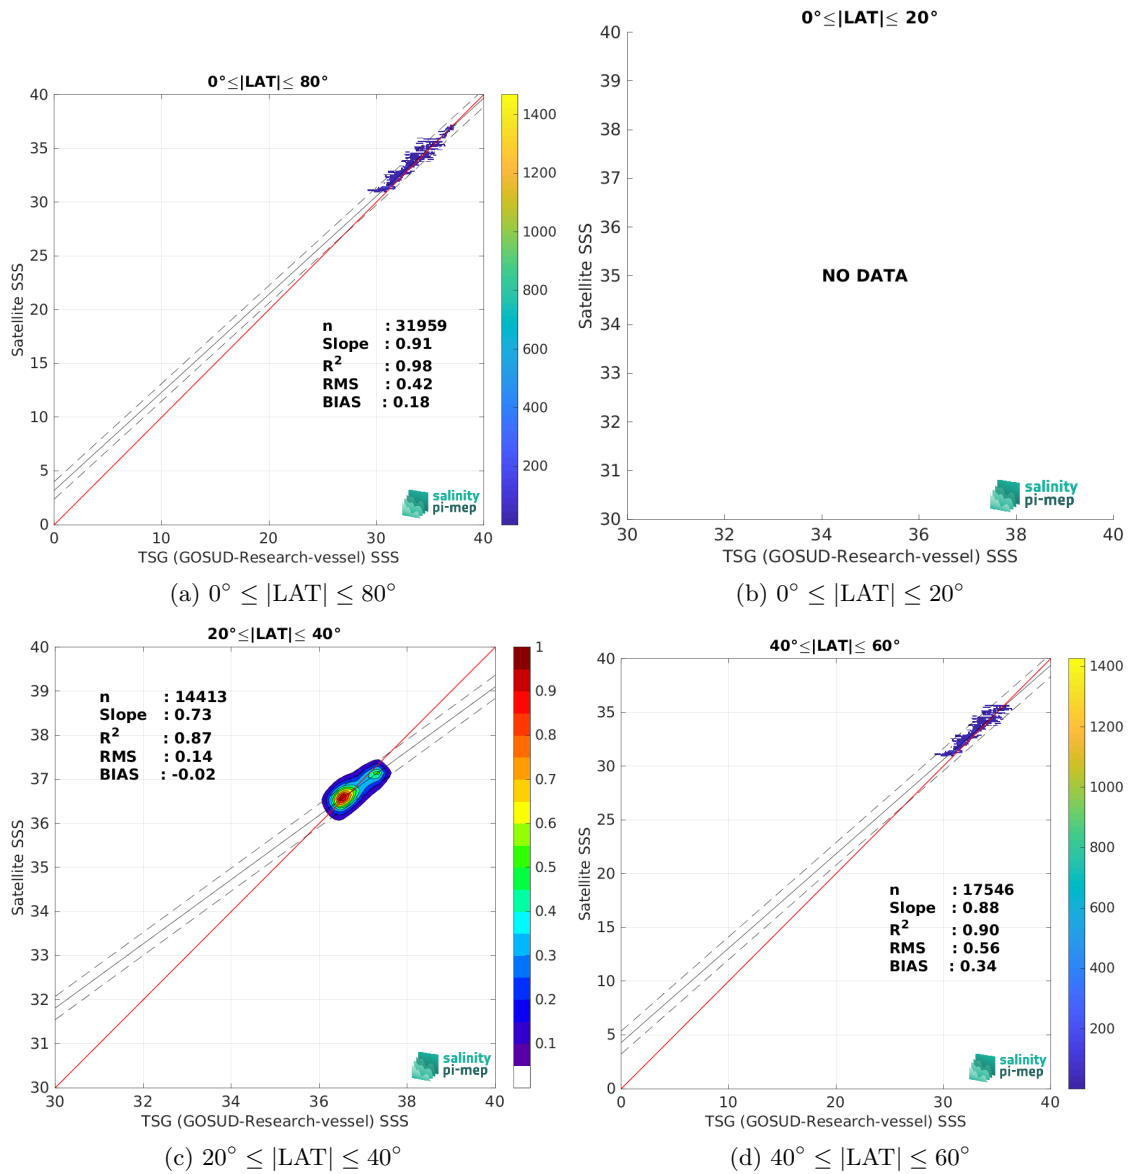 0°≤|LAT|≤ 80°
40
35
30
25
20
15
10
5
0
Satellite SSS
n : 31959
Slope : 0.91
R² : 0.98
RMS : 0.42
BIAS : 0.18
salinity
pi-mep
0 10 20 30 40
TSG (GOSUD-Research-vessel) SSS
1400
1200
1000
800
600
400
200
(a) 0° ≤ |LAT| ≤ 80°
0°≤|LAT|≤ 20°
40
39
38
37
36
35
34
33
32
31
30
Satellite SSS
NO DATA
salinity
pi-mep
30 32 34 36 38 40
TSG (GOSUD-Research-vessel) SSS
(b) 0° ≤ |LAT| ≤ 20°
20°≤|LAT|≤ 40°
40
39
38
37
36
35
34
33
32
31
30
Satellite SSS
n : 14413
Slope : 0.73
R² : 0.87
RMS : 0.14
BIAS : -0.02
salinity
pi-mep
30 32 34 36 38 40
TSG (GOSUD-Research-vessel) SSS
1
0.9
0.8
0.7
0.6
0.5
0.4
0.3
0.2
0.1
(c) 20° ≤ |LAT| ≤ 40°
40°≤|LAT|≤ 60°
40
35
30
25
20
15
10
5
0
Satellite SSS
n : 17546
Slope : 0.88
R² : 0.90
RMS : 0.56
BIAS : 0.34
salinity
pi-mep
0 10 20 30 40
TSG (GOSUD-Research-vessel) SSS
1400
1200
1000
800
600
400
200
(d) 40° ≤ |LAT| ≤ 60°